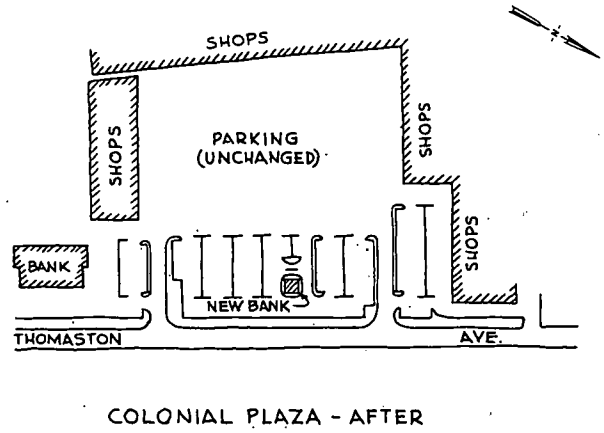 SHOPS
N
SHOPS
SHOPS
PARKING
(UNCHANGED)
SHOPS
BANK
NEW BANK
THOMASTON
AVE.
COLONIAL PLAZA - AFTER